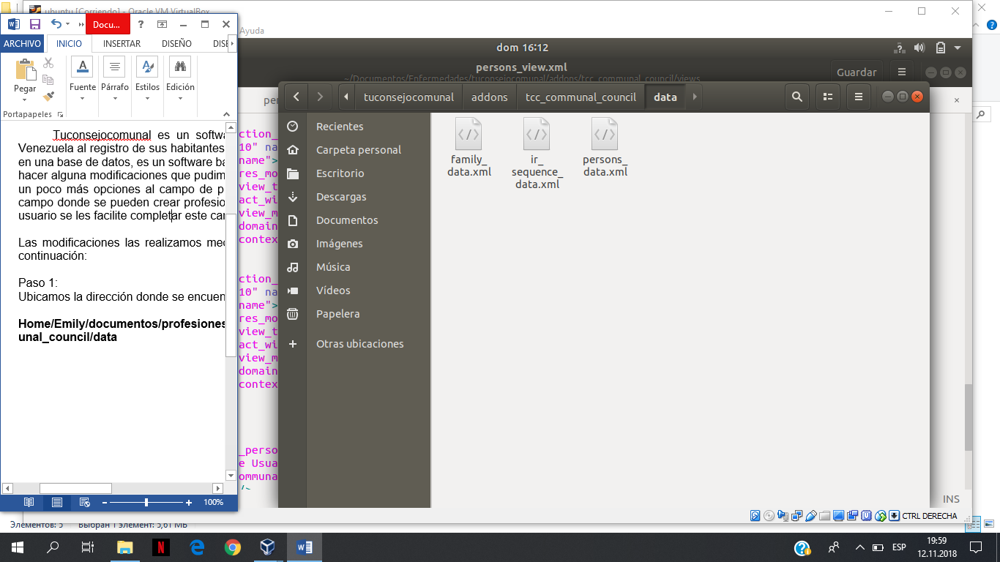 ubuntu [Corriendo] - Oracle VM VirtualBox
Ayuda
Docu...
ARCHIVO
INICIO
INSERTAR
DISEÑO
Pegar
Fuente
Párrafo
Estilos
Edición
Portapapeles
Tuconsejocomunal es un softwa
Venezuela al registro de sus habitantes
en una base de datos, es un software ba
hacer alguna modificaciones que pudim
un poco más opciones al campo de p
campo donde se pueden crear profesio
usuario se les facilite completar este car
Las modificaciones las realizamos med
continuación:
Paso 1:
Ubicamos la dirección donde se encuen
Home/Emily/documentos/profesiones
unal_council/data
100%
dom 16:12
persons_view.xml
~/Documentos/Enfermedades/tuconsejocomunal/addons/tcc_communal_council/views
Guardar
tuconsejocomunal
addons
tcc_communal_council
data
Recientes
Carpeta personal
Escritorio
Descargas
Documentos
Imágenes
Música
Vídeos
Papelera
Otras ubicaciones
family_
data.xml
ir_
sequence_
data.xml
persons_
data.xml
ction_
10" na
name">
res_mo
view_t
act_wi
view_m
domain
contex
ction_
10" na
name">
res_mo
view_t
act_wi
view_m
domain
contex
_perso
e Usua
ommuna
/>
INS
CTRL DERECHA
Элементов: 5
Выбран 1 элемент: 5,61 МБ
ESP
19:59
12.11.2018